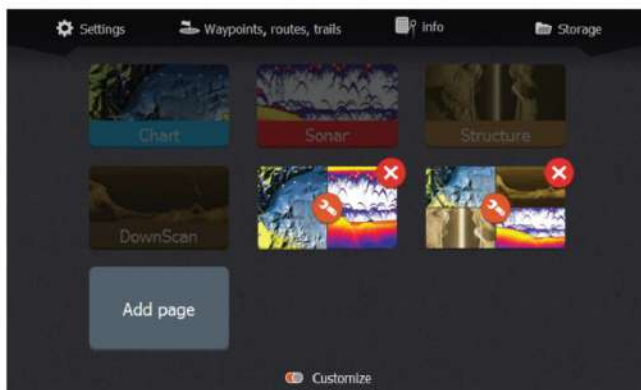 Settings
Waypoints, routes, trails
info
Storage
Chart
Sonar
Structure
DownScan
Add page
Customize